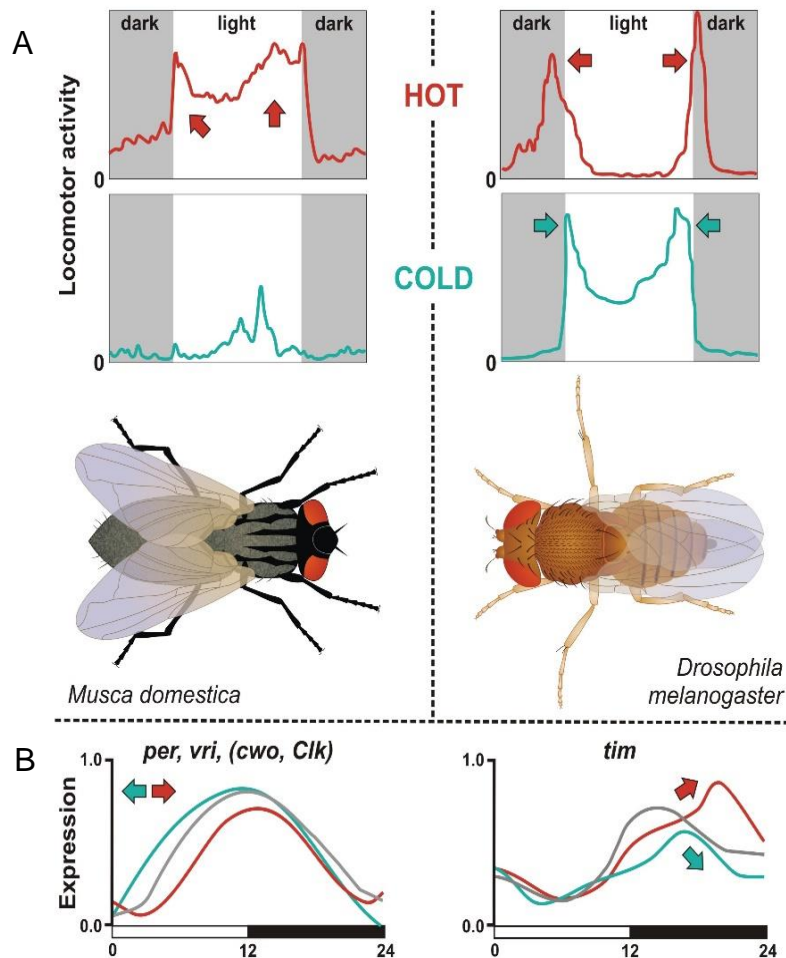 A
dark light dark
dark light dark
Locomotor activity
HOT
0
0
COLD
0
0
Musca domestica
Drosophila
melanogaster
B
per, vri, (cwo, Clk)
tim
Expression
1.0
1.0
0.0
0.0
0 12 24
0 12 24